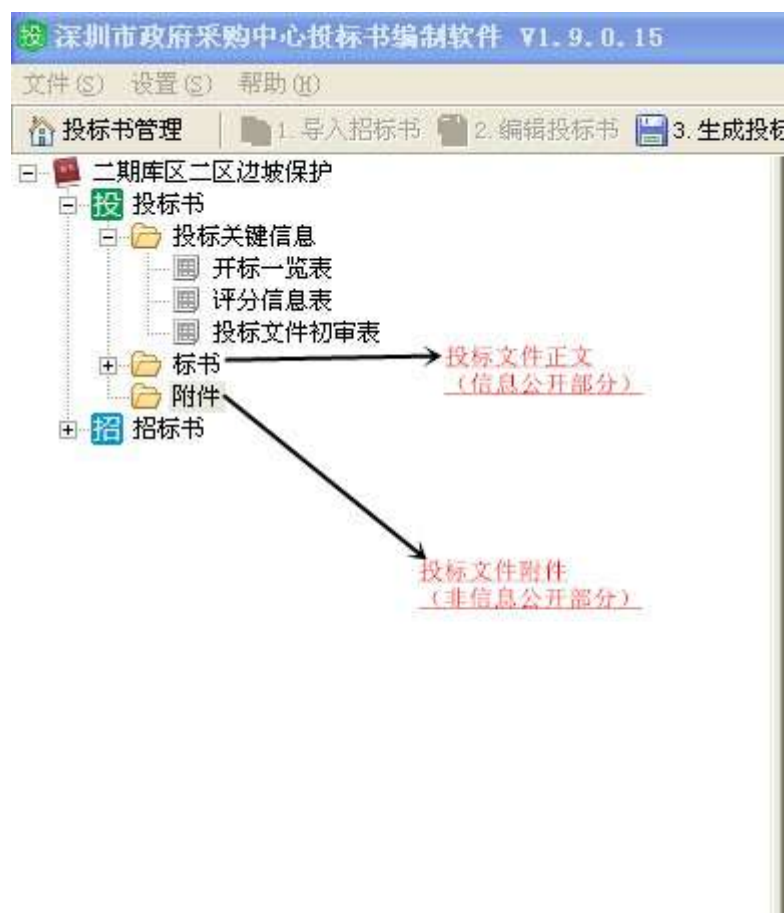 投 深圳市政府采购中心投标书编制软件 V1.9.0.15
文件(S) 设置(S) 帮助(H)
投标书管理 1.导入招标书 2.编辑投标书 3.生成投标
二期库区二区边坡保护
投 投标书
投标关键信息
开标一览表
评分信息表
投标文件初审表
标书
投标文件正文
（信息公开部分）
附件
招 招标书
投标文件附件
（非信息公开部分）